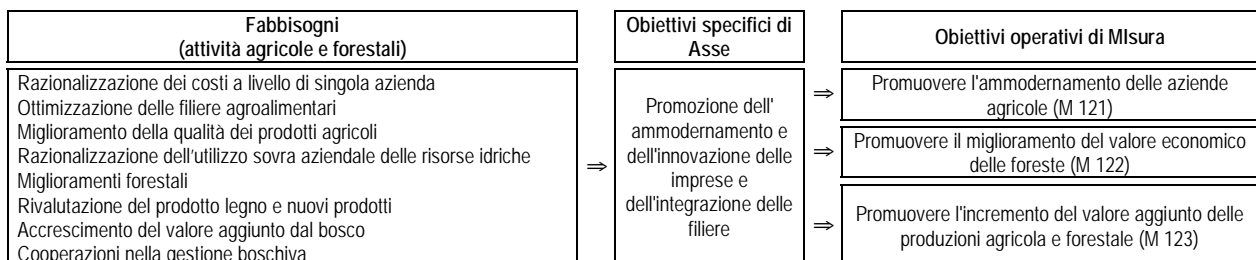 Fabbisogni
(attività agricole e forestali)
Obiettivi specifici di
Asse
Obiettivi operativi di MIsura
Razionalizzazione dei costi a livello di singola azienda
Ottimizzazione delle filiere agroalimentari
Miglioramento della qualità dei prodotti agricoli
Razionalizzazione dell'utilizzo sovra aziendale delle risorse idriche
Miglioramenti forestali
Rivalutazione del prodotto legno e nuovi prodotti
Accrescimento del valore aggiunto dal bosco
Cooperazioni nella gestione boschiva
⇒
Promozione dell'
ammodernamento e
dell'innovazione delle
imprese e
dell'integrazione delle
filiere
⇒
Promuovere l'ammodernamento delle aziende
agricole (M 121)
⇒
Promuovere il miglioramento del valore economico
delle foreste (M 122)
⇒
Promuovere l'incremento del valore aggiunto delle
produzioni agricola e forestale (M 123)